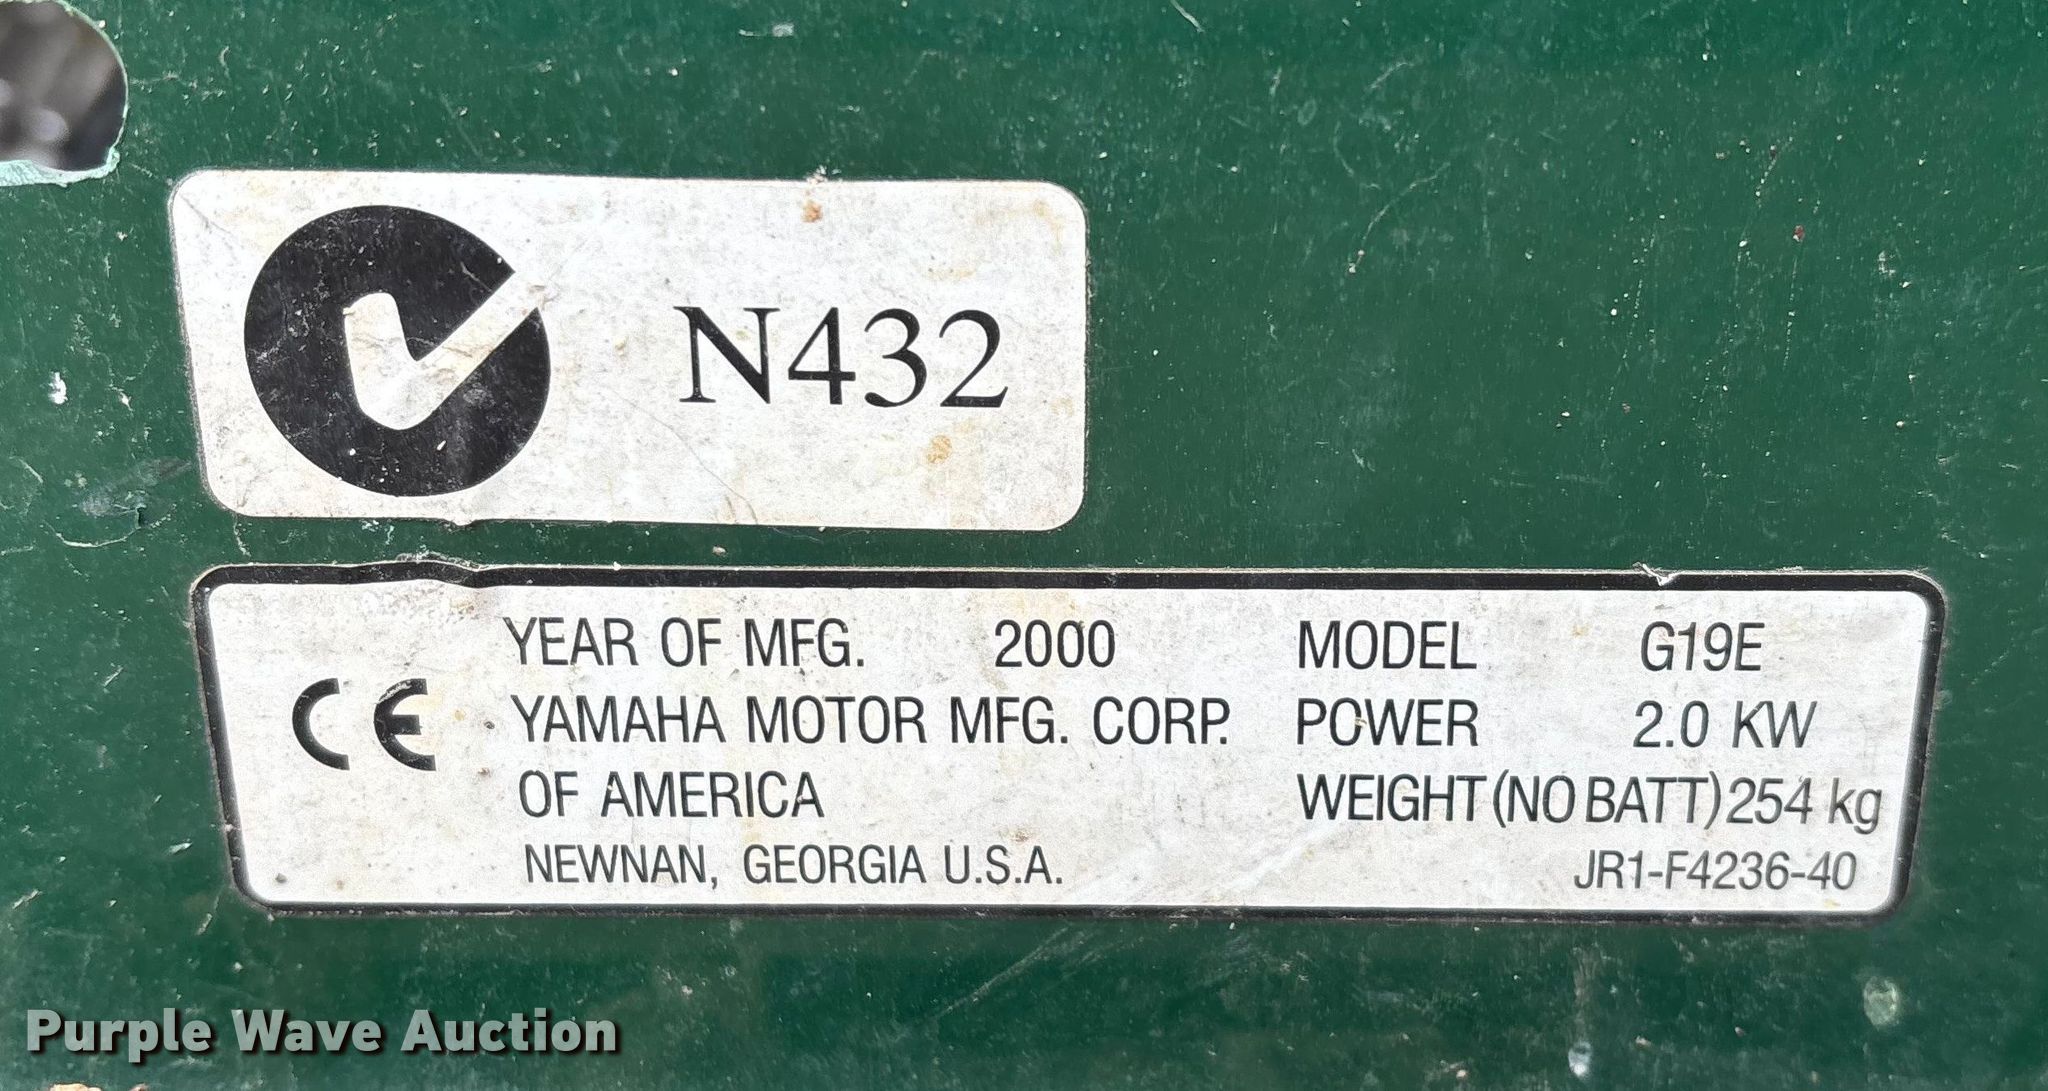 N432
YEAR OF MFG. 2000 MODEL G19E
CE YAMAHA MOTOR MFG. CORP. POWER 2.0 KW
OF AMERICA WEIGHT (NO BATT) 254 kg
NEWNAN, GEORGIA U.S.A. JR1-F4236-40
Purple Wave Auction